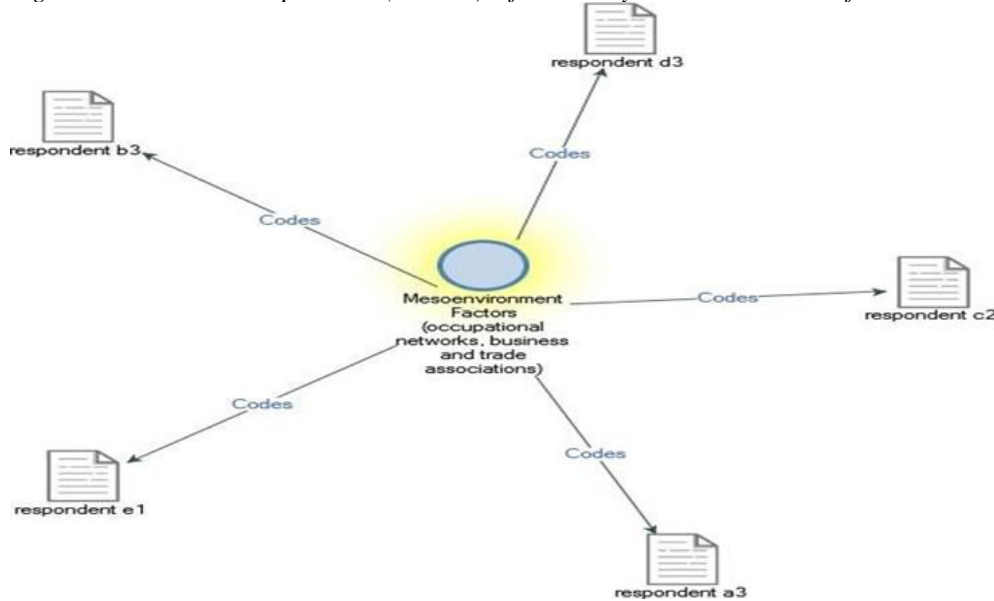 respondent d3
respondent b3
Codes
Codes
Mesoenvironment
Factors
(occupational
networks, business
and trade
associations)
Codes
respondent c2
Codes
Codes
respondent e1
respondent a3